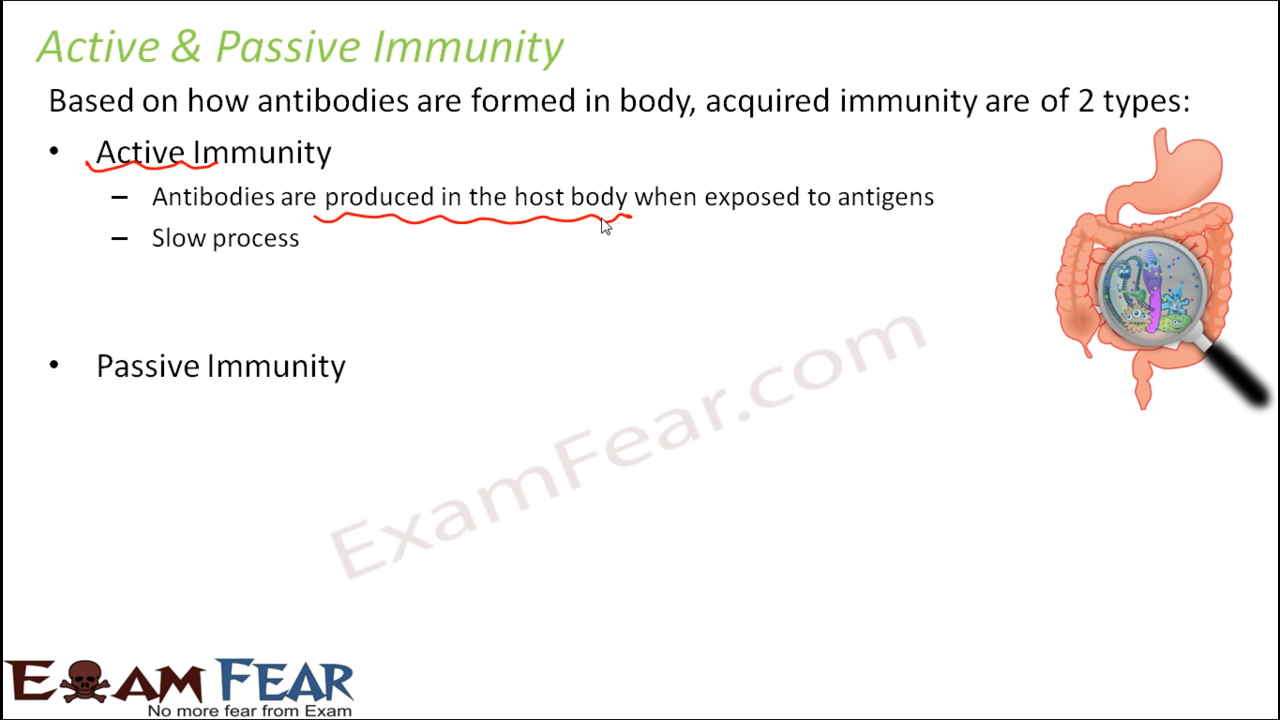 Active & Passive Immunity
Based on how antibodies are formed in body, acquired immunity are of 2 types:
• Active Immunity
– Antibodies are produced in the host body when exposed to antigens
– Slow process
• Passive Immunity
ExamFear.com
EXAM FEAR
No more fear from Exam